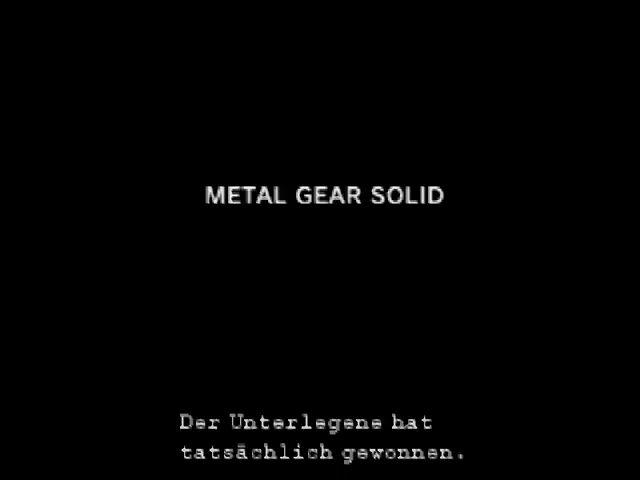 METAL GEAR SOLID
Der Unterlegene hat
tatsächlich gewonnen.